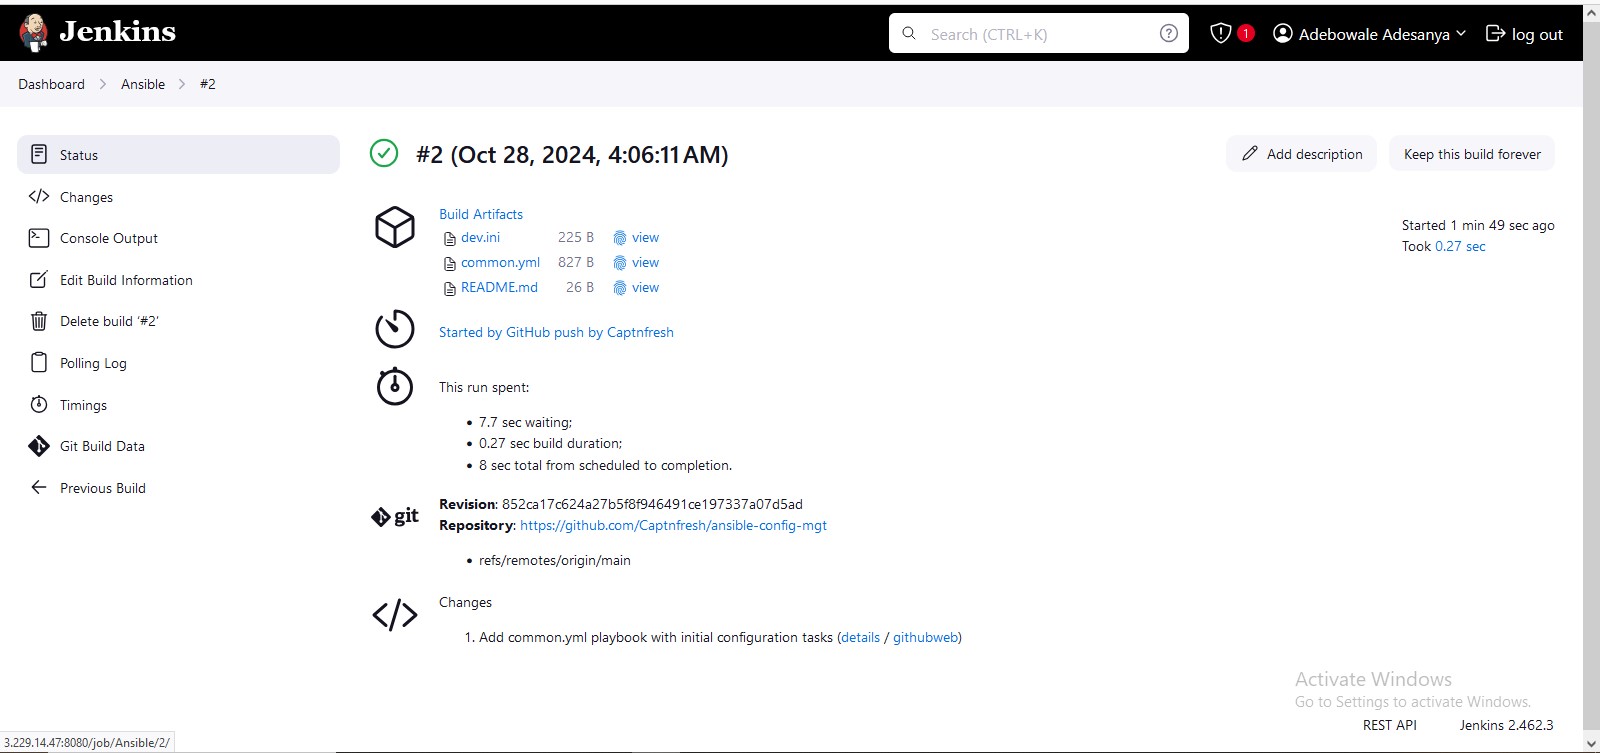 Jenkins
Search (CTRL+K)
1
Adebowale Adesanya
log out
Dashboard > Ansible > #2
Status
Changes
Console Output
Edit Build Information
Delete build ‘#2’
Polling Log
Timings
Git Build Data
Previous Build
#2 (Oct 28, 2024, 4:06:11 AM)
Add description
Keep this build forever
Started 1 min 49 sec ago
Took 0.27 sec
Build Artifacts
dev.ini 225 B view
common.yml 827 B view
README.md 26 B view
Started by GitHub push by Captnfresh
This run spent:
• 7.7 sec waiting;
• 0.27 sec build duration;
• 8 sec total from scheduled to completion.
git
Revision: 852ca17c624a27b5f8f946491ce197337a07d5ad
Repository: https://github.com/Captnfresh/ansible-config-mgt
• refs/remotes/origin/main
Changes
1. Add common.yml playbook with initial configuration tasks (details / githubweb)
Activate Windows
Go to Settings to activate Windows.
REST API
Jenkins 2.462.3
3.229.14.47:8080/job/Ansible/2/